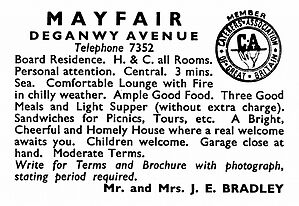 MAYFAIR
DEGANWY AVENUE
Telephone 7352
MEMBER
CATERERS ASSOCIATION
OF GREAT BRITAIN
CA
Board Residence. H. & C. all Rooms.
Personal attention. Central. 3 mins.
Sea. Comfortable Lounge with Fire
in chilly weather. Ample Good Food. Three Good
Meals and Light Supper (without extra charge).
Sandwiches for Picnics, Tours, etc. A Bright,
Cheerful and Homely House where a real welcome
awaits you. Children welcome. Garage close at
hand. Moderate Terms.
Write for Terms and Brochure with photograph,
stating period required.
Mr. and Mrs. J. E. BRADLEY